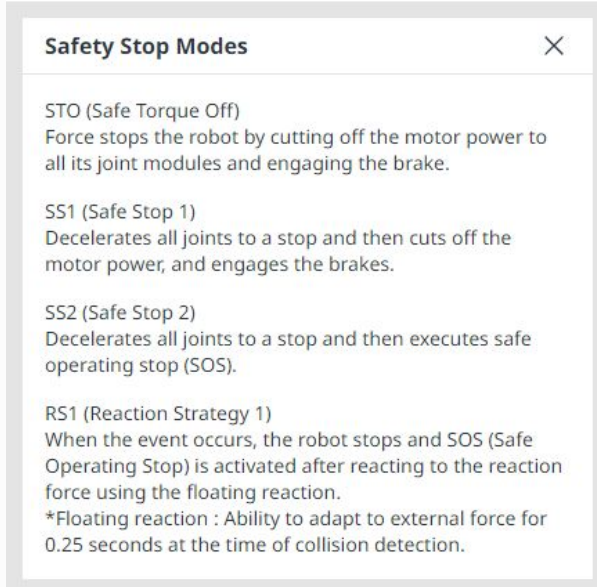 Safety Stop Modes
STO (Safe Torque Off)
Force stops the robot by cutting off the motor power to
all its joint modules and engaging the brake.
SS1 (Safe Stop 1)
Decelerates all joints to a stop and then cuts off the
motor power, and engages the brakes.
SS2 (Safe Stop 2)
Decelerates all joints to a stop and then executes safe
operating stop (SOS).
RS1 (Reaction Strategy 1)
When the event occurs, the robot stops and SOS (Safe
Operating Stop) is activated after reacting to the reaction
force using the floating reaction.
*Floating reaction : Ability to adapt to external force for
0.25 seconds at the time of collision detection.